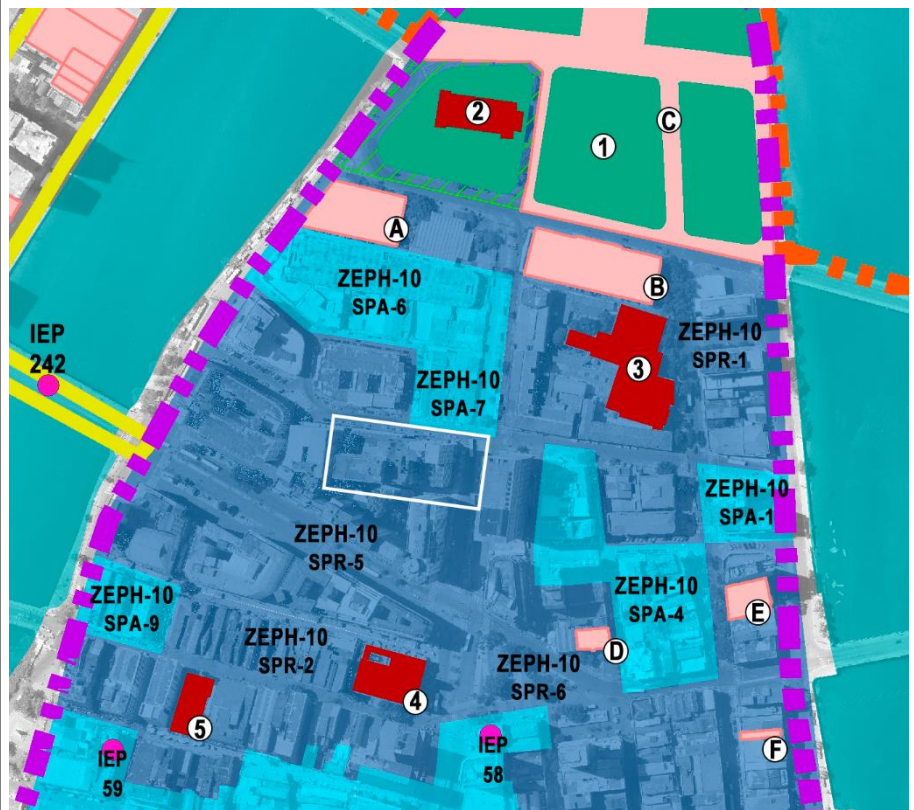 2
C
1
A
ZEPH-10
SPA-6
B
ZEPH-10
SPR-1
IEP
242
3
ZEPH-10
SPA-7
ZEPH-10
SPA-1
ZEPH-10
SPR-5
ZEPH-10
SPA-9
ZEPH-10
SPA-4
E
ZEPH-10
SPR-2
D
ZEPH-10
SPR-6
4
5
F
IEP
59
IEP
58